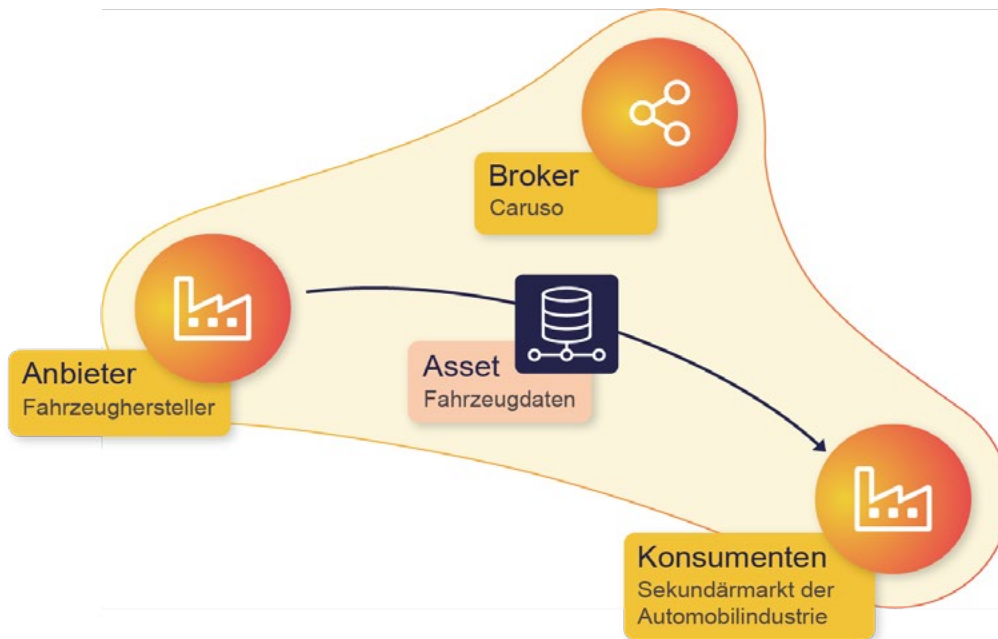 Broker
Caruso
Anbieter
Fahrzeughersteller
Asset
Fahrzeugdaten
Konsumenten
Sekundärmarkt der
Automobilindustrie